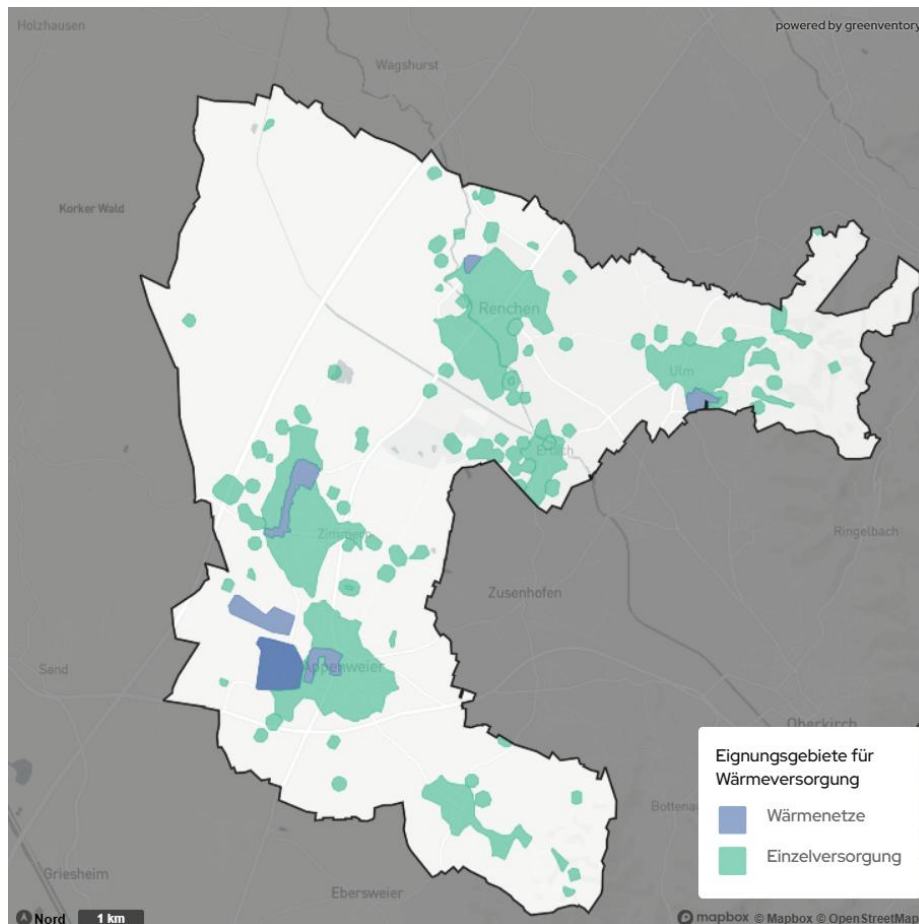 Holzhausen
powered by greenventory
Wagshurst
Korker Wald
Renchen
Ulm
Erlach
Zimmern
Ringelbach
Zusenhofen
Appenweier
Sand
Oberkirch
Eignungsgebiete für
Wärmeversorgung
Wärmenetze
Einzelversorgung
Bottenau
Griesheim
Ebersweier
Nord
1 km
mapbox © Mapbox © OpenStreetMap